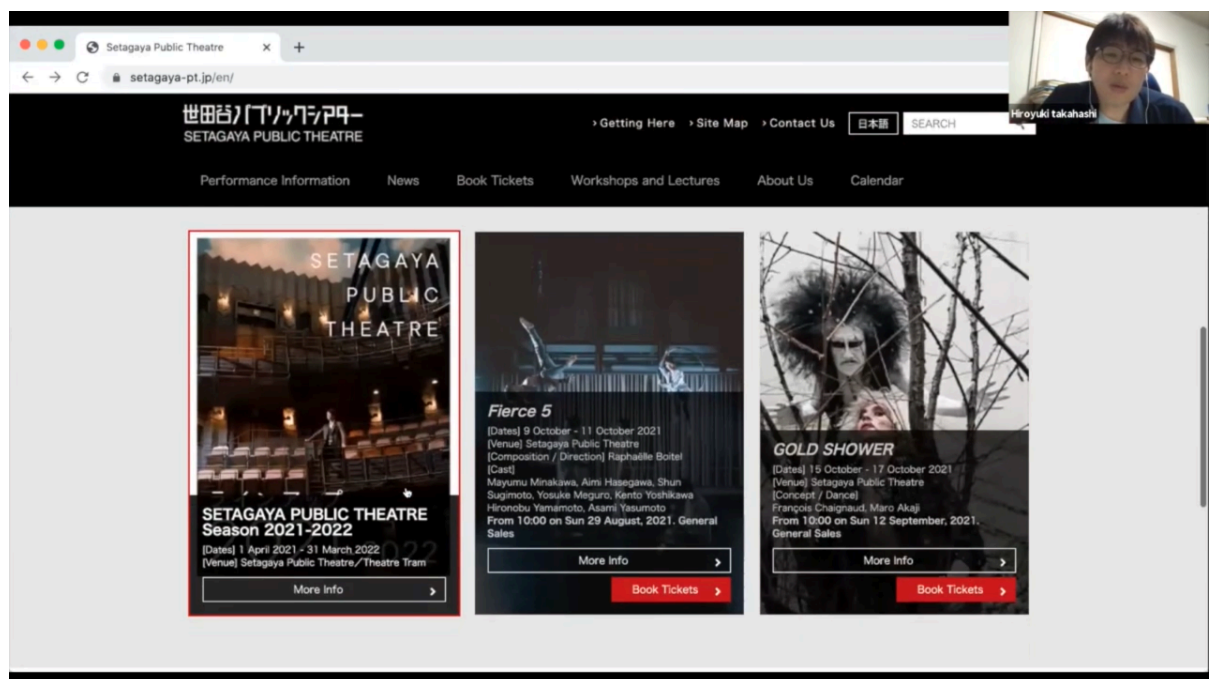 Setagaya Public Theatre
setagaya-pt.jp/en/
世田谷パブリックシアター
SETAGAYA PUBLIC THEATRE
Getting Here
Site Map
Contact Us
日本語
SEARCH
Hiroyuki takahashi
Performance Information
News
Book Tickets
Workshops and Lectures
About Us
Calendar
SETAGAYA
PUBLIC
THEATRE
ラインアップ
2022
SETAGAYA PUBLIC THEATRE
Season 2021-2022
[Dates] 1 April 2021 - 31 March 2022
[Venue] Setagaya Public Theatre/Theatre Tram
More Info
Fierce 5
[Dates] 9 October - 11 October 2021
[Venue] Setagaya Public Theatre
[Composition / Direction] Raphaëlle Boitel
[Cast]
Mayumu Minakawa, Aimi Hasegawa, Shun
Sugimoto, Yosuke Meguro, Kento Yoshikawa
Hironobu Yamamoto, Asami Yasumoto
From 10:00 on Sun 29 August, 2021. General
Sales
More Info
Book Tickets
GOLD SHOWER
[Dates] 15 October - 17 October 2021
[Venue] Setagaya Public Theatre
[Concept / Dance]
François Chaignaud, Maro Akaji
From 10:00 on Sun 12 September, 2021.
General Sales
More Info
Book Tickets